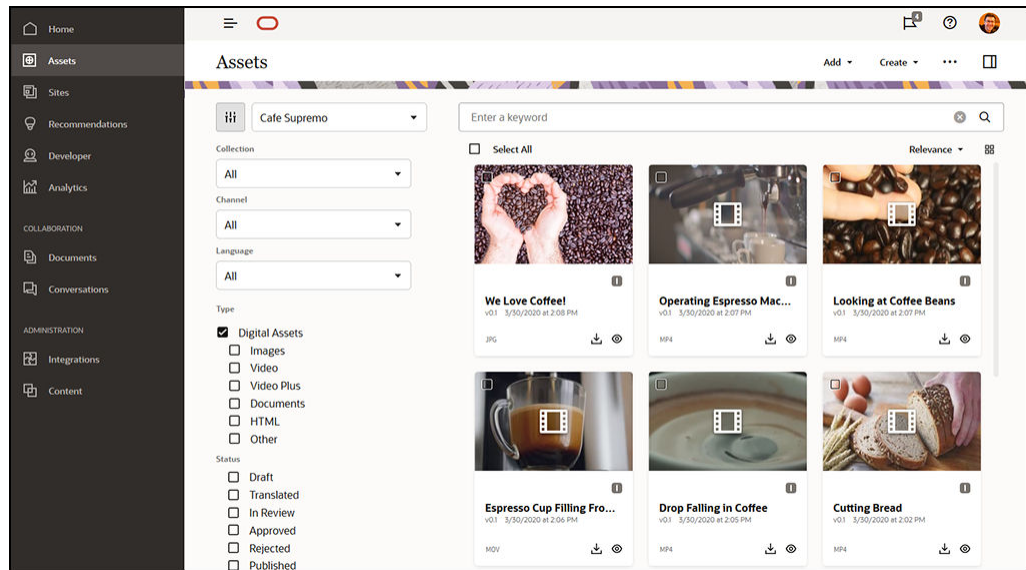 Home
Assets
Sites
Recommendations
Developer
Analytics
COLLABORATION
Documents
Conversations
ADMINISTRATION
Integrations
Content
4
Assets
Add
Create
Cafe Supremo
Collection
All
Channel
All
Language
All
Type
Digital Assets
Images
Video
Video Plus
Documents
HTML
Other
Status
Draft
Translated
In Review
Approved
Rejected
Published
Enter a keyword
Select All
Relevance
We Love Coffee!
v0.1 3/30/2020 at 2:08 PM
JPG
Operating Espresso Mac...
v0.1 3/30/2020 at 2:07 PM
MP4
Looking at Coffee Beans
v0.1 3/30/2020 at 2:07 PM
MP4
Espresso Cup Filling Fro...
v0.1 3/30/2020 at 2:06 PM
MOV
Drop Falling in Coffee
v0.1 3/30/2020 at 2:05 PM
MP4
Cutting Bread
v0.1 3/30/2020 at 2:02 PM
MP4